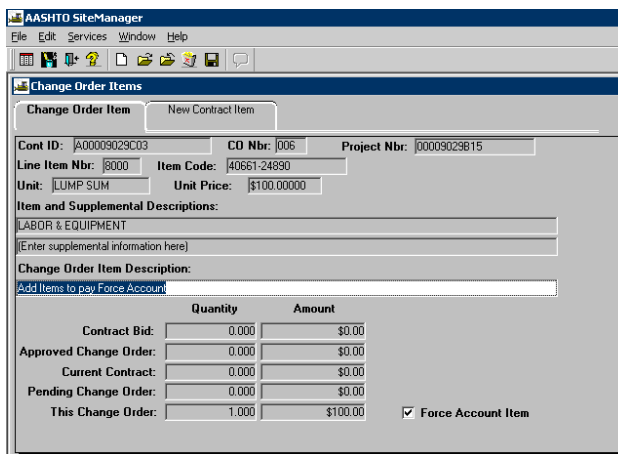 AASHTO SiteManager
File Edit Services Window Help
Change Order Items
Change Order Item New Contract Item
Cont ID: A00009029C03 CO Nbr: 006 Project Nbr: 00009029B15
Line Item Nbr: 8000 Item Code: 40661-24890
Unit: LUMP SUM Unit Price: $100.00000
Item and Supplemental Descriptions:
LABOR & EQUIPMENT
(Enter supplemental information here)
Change Order Item Description:
Add Items to pay Force Account
Quantity Amount
Contract Bid: 0.000 $0.00
Approved Change Order: 0.000 $0.00
Current Contract: 0.000 $0.00
Pending Change Order: 0.000 $0.00
This Change Order: 1.000 $100.00 Force Account Item